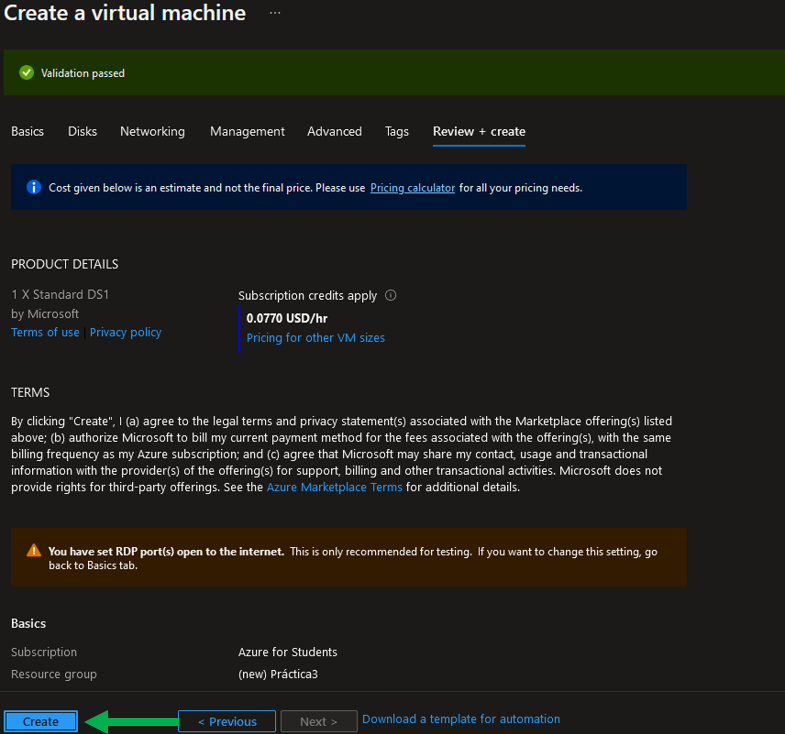 Create a virtual machine ...
Validation passed
Basics Disks Networking Management Advanced Tags Review + create
Cost given below is an estimate and not the final price. Please use Pricing calculator for all your pricing needs.
PRODUCT DETAILS
1 X Standard DS1
by Microsoft
Terms of use | Privacy policy
Subscription credits apply
0.0770 USD/hr
Pricing for other VM sizes
TERMS
By clicking "Create", I (a) agree to the legal terms and privacy statement(s) associated with the Marketplace offering(s) listed
above; (b) authorize Microsoft to bill my current payment method for the fees associated with the offering(s), with the same
billing frequency as my Azure subscription; and (c) agree that Microsoft may share my contact, usage and transactional
information with the provider(s) of the offering(s) for support, billing and other transactional activities. Microsoft does not
provide rights for third-party offerings. See the Azure Marketplace Terms for additional details.
You have set RDP port(s) open to the internet. This is only recommended for testing. If you want to change this setting, go
back to Basics tab.
Basics
Subscription Azure for Students
Resource group (new) Práctica3
Create < Previous Next > Download a template for automation